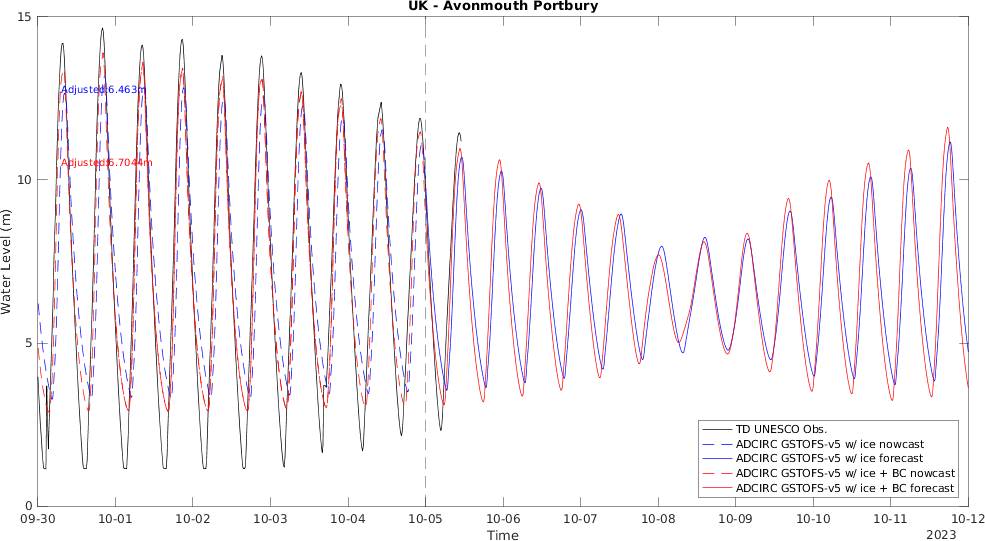 UK - Avonmouth Portbury
15
10
5
0
Water Level (m)
Adjusted:6.463m
Adjusted:6.7044m
TD UNESCO Obs.
ADCIRC GSTOFS-v5 w/ ice nowcast
ADCIRC GSTOFS-v5 w/ ice forecast
ADCIRC GSTOFS-v5 w/ ice + BC nowcast
ADCIRC GSTOFS-v5 w/ ice + BC forecast
09-30 10-01 10-02 10-03 10-04 10-05 10-06 10-07 10-08 10-09 10-10 10-11 10-12
Time
2023